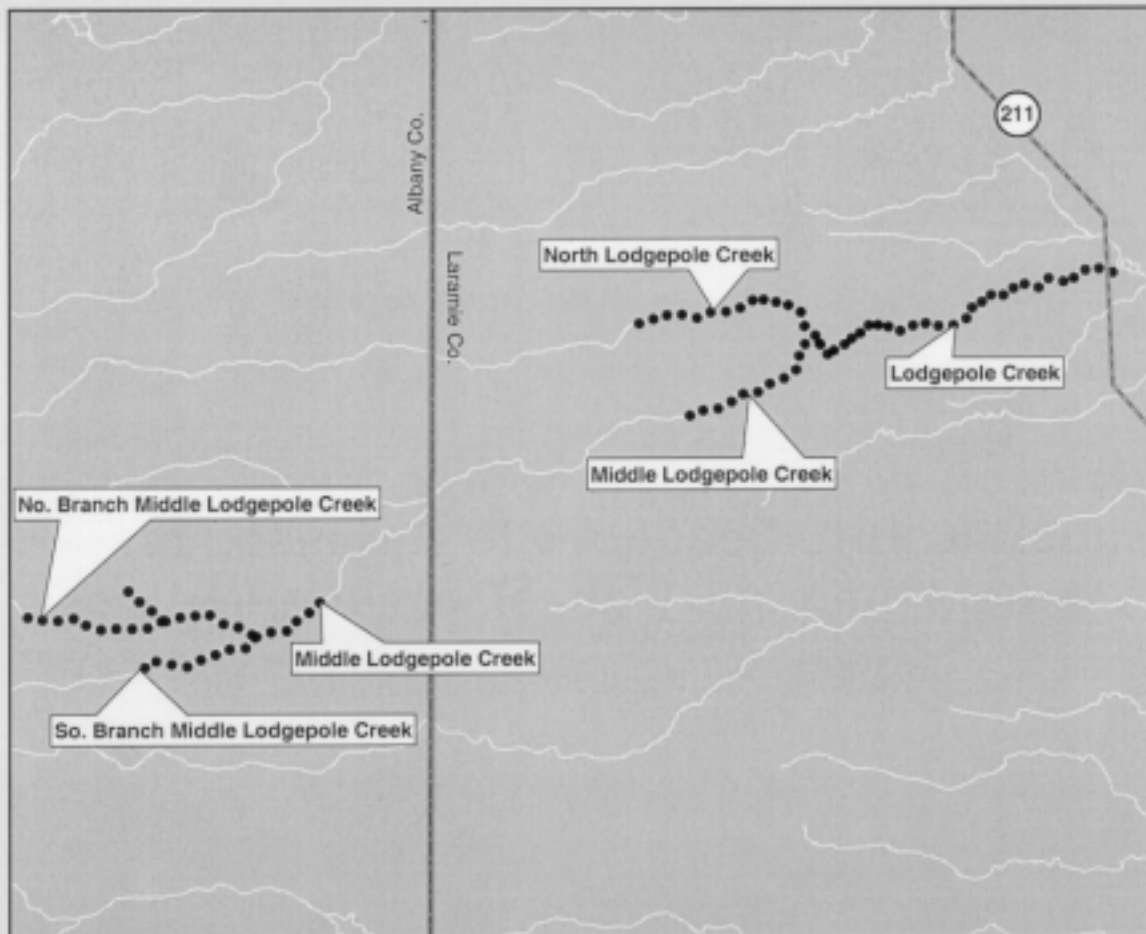 211
Albany Co.
Laramie Co.
North Lodgepole Creek
Lodgepole Creek
Middle Lodgepole Creek
No. Branch Middle Lodgepole Creek
Middle Lodgepole Creek
So. Branch Middle Lodgepole Creek